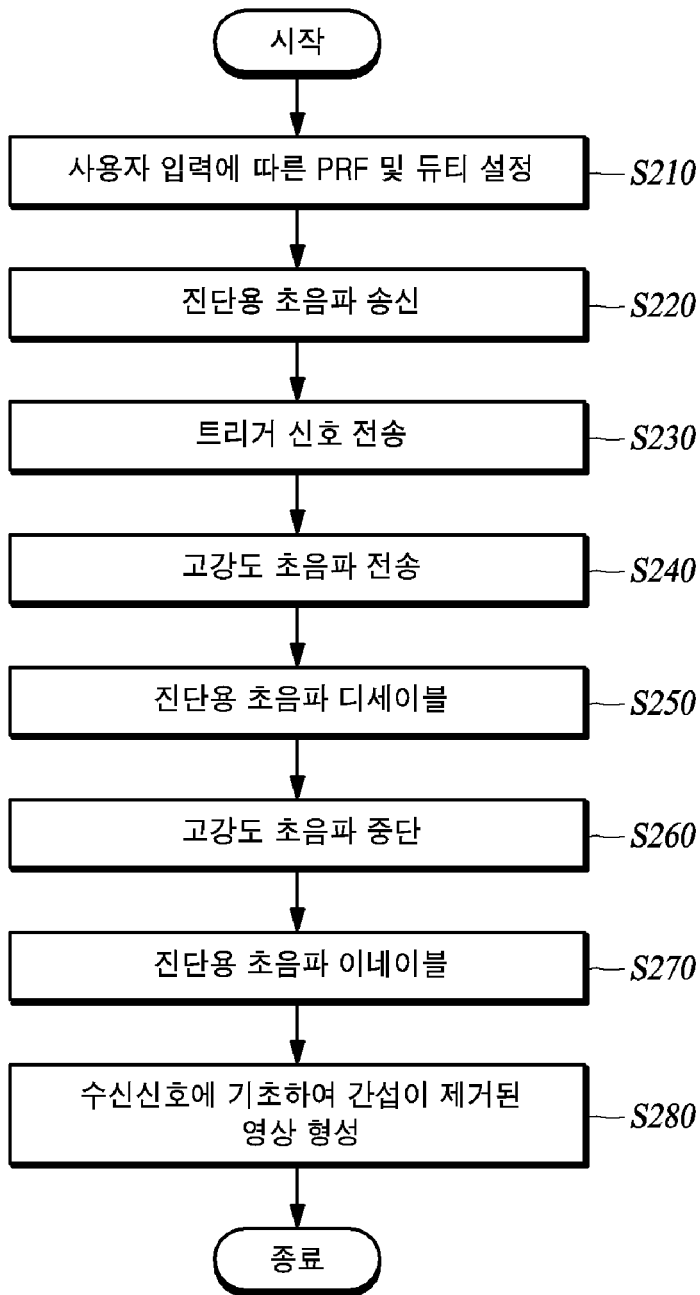 시작
사용자 입력에 따른 PRF 및 듀티 설정
S210
진단용 초음파 송신
S220
트리거 신호 전송
S230
고강도 초음파 전송
S240
진단용 초음파 디세이블
S250
고강도 초음파 중단
S260
진단용 초음파 이네이블
S270
수신신호에 기초하여 간섭이 제거된
영상 형성
S280
종료